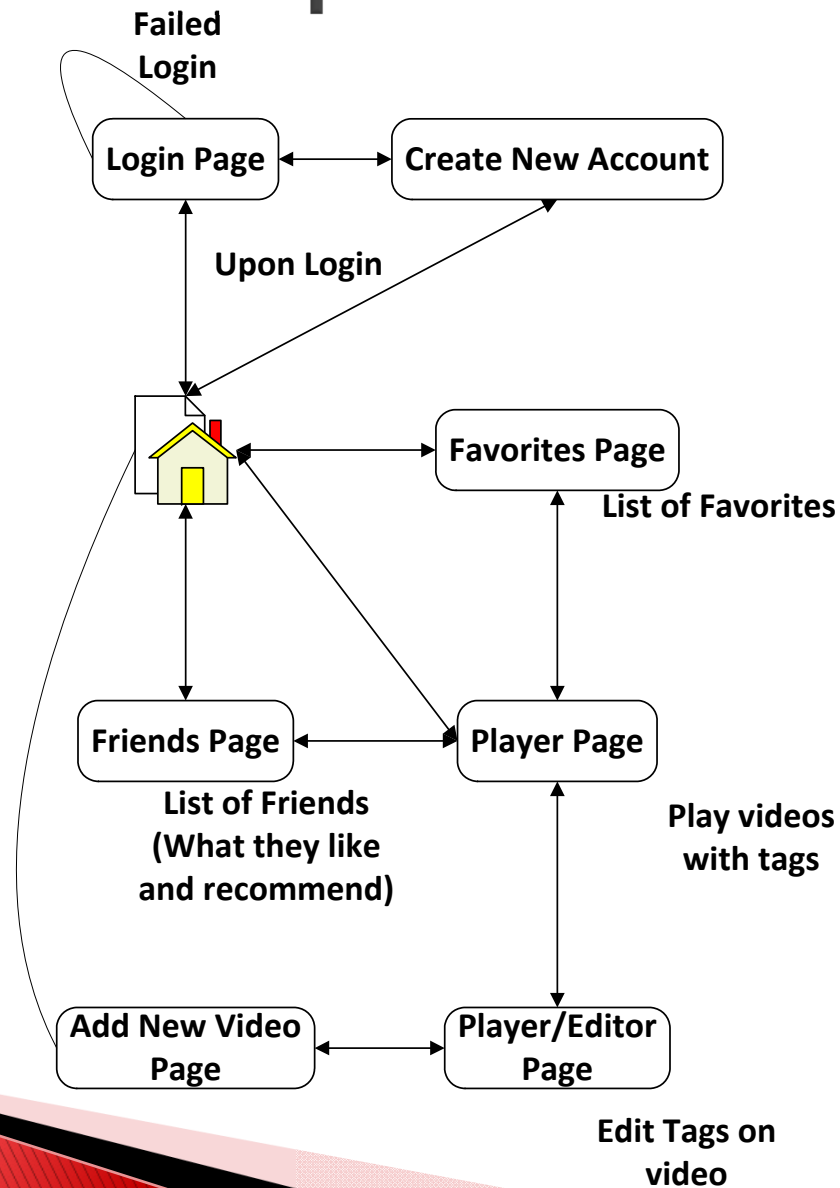 Failed
Login
Login Page
Create New Account
Upon Login
Favorites Page
List of Favorites
Friends Page
Player Page
List of Friends
(What they like
and recommend)
Play videos
with tags
Add New Video
Page
Player/Editor
Page
Edit Tags on
video